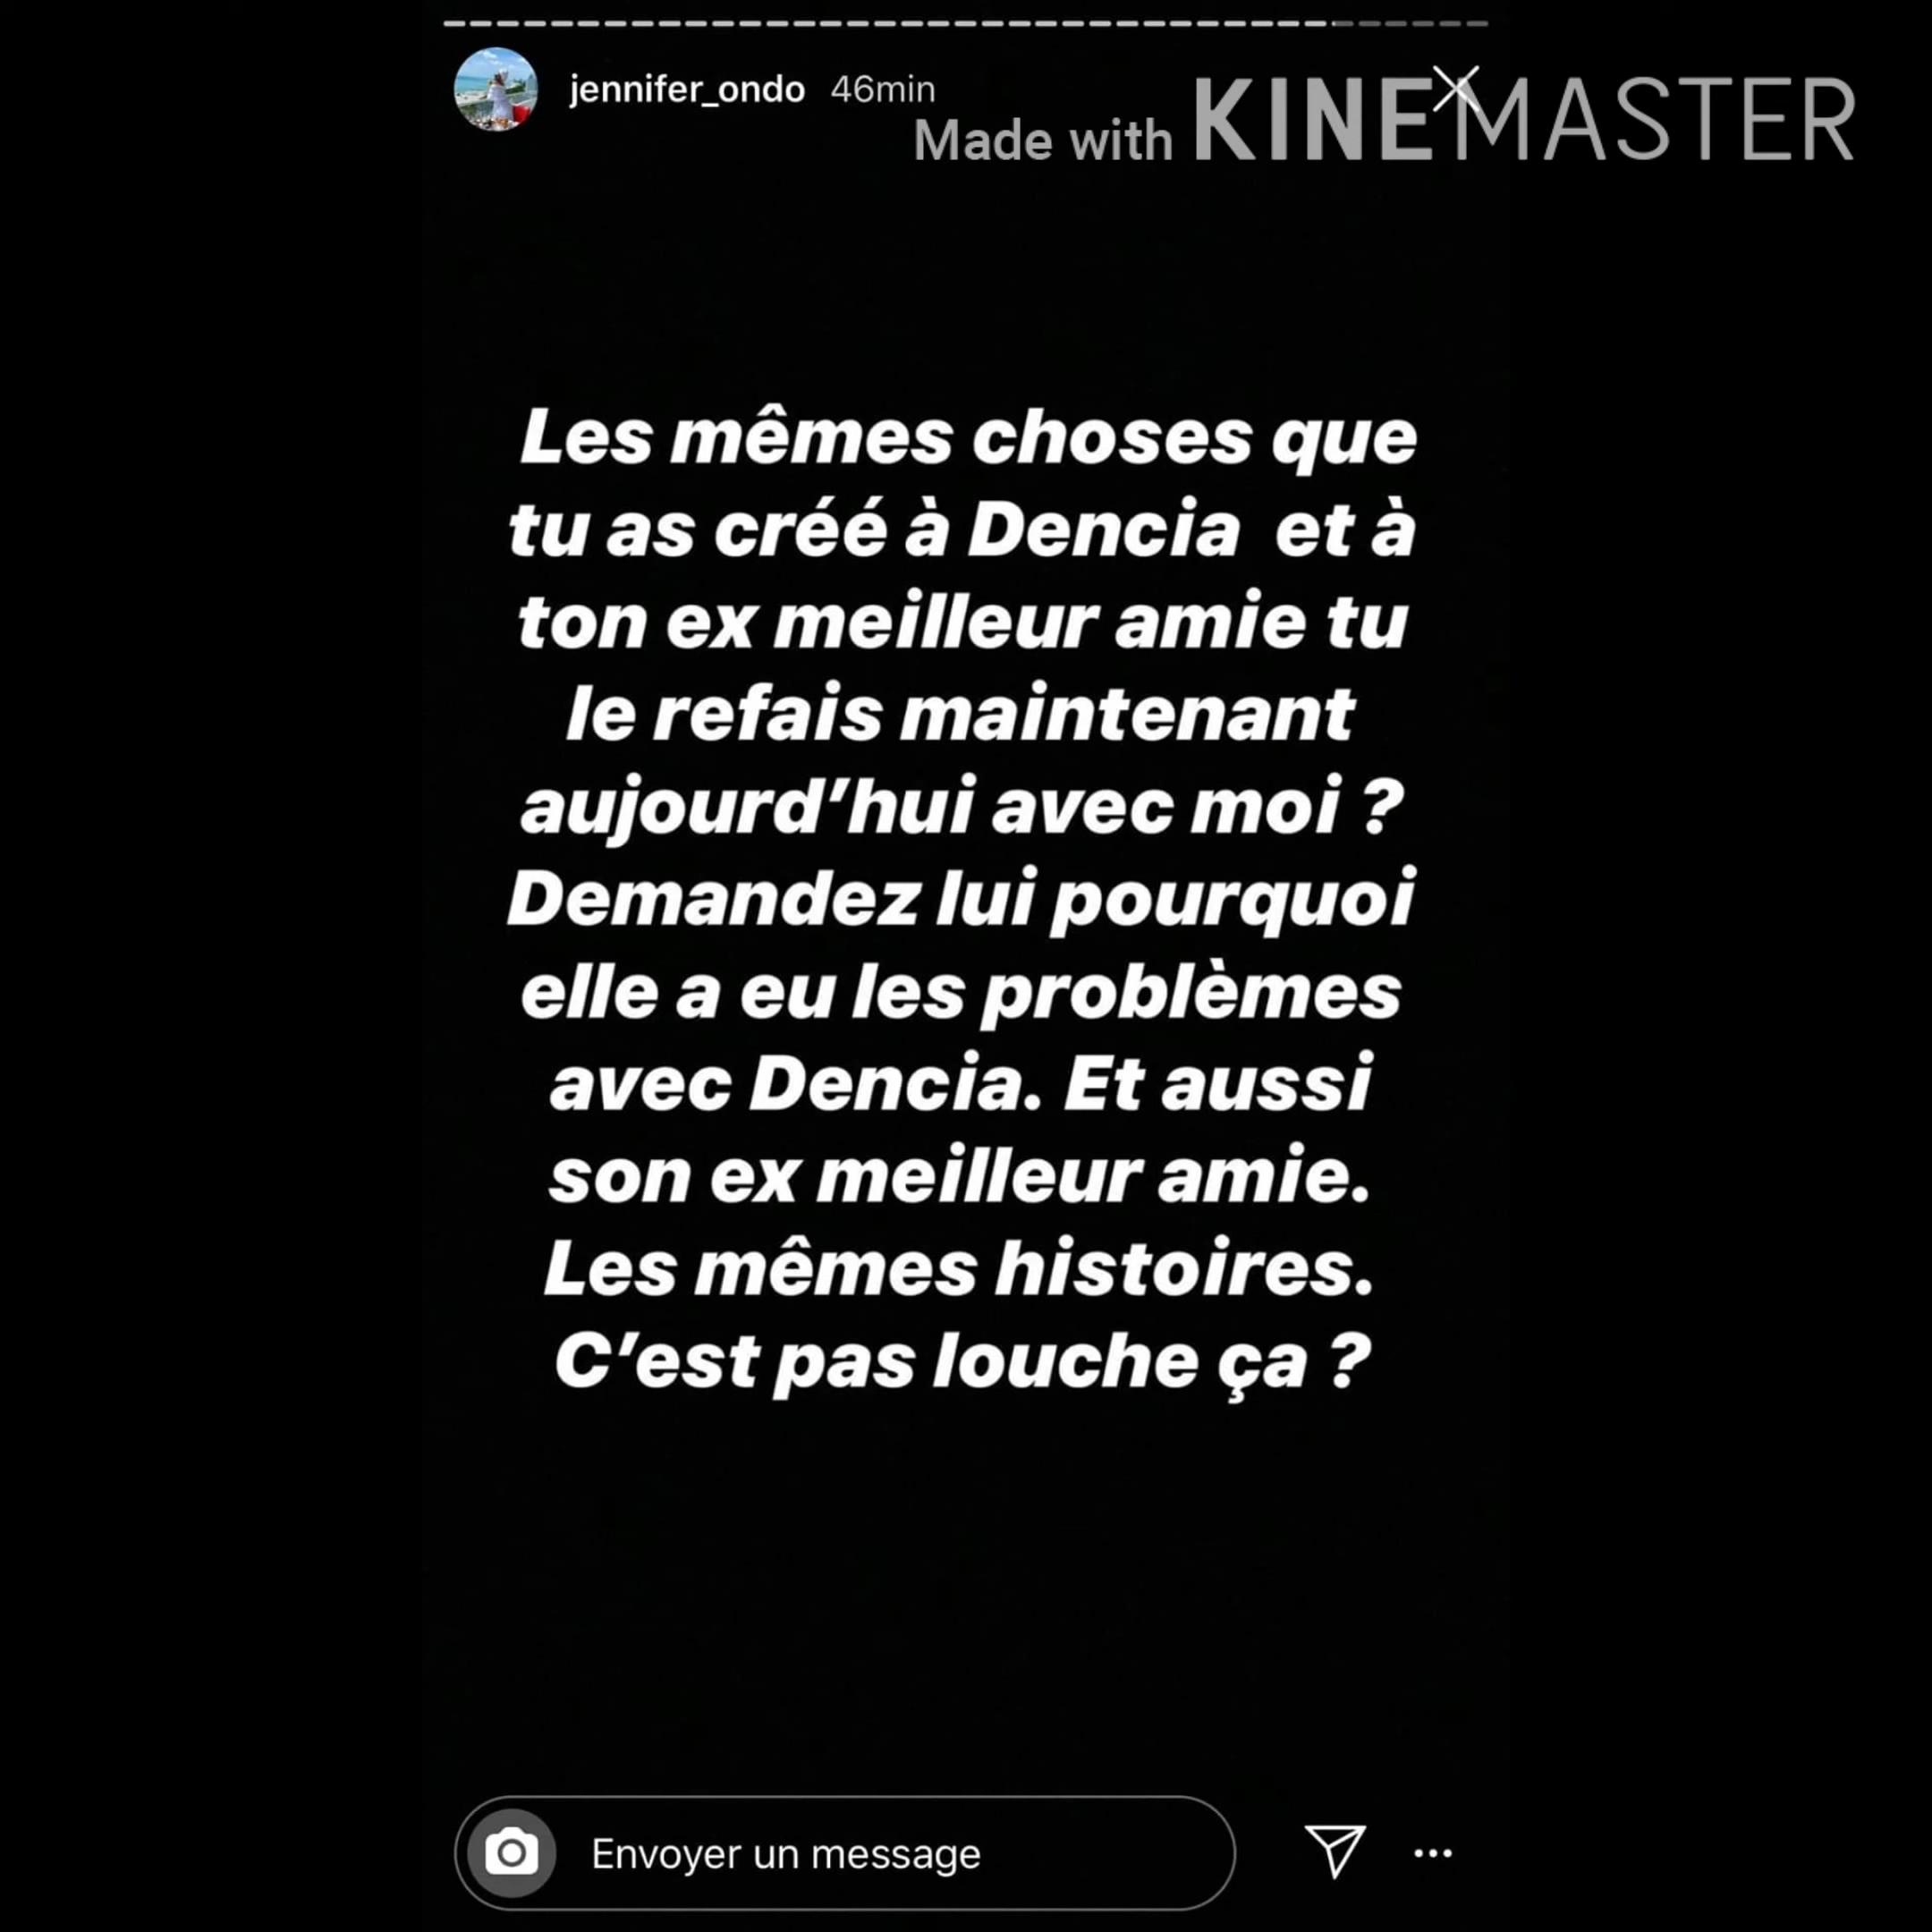 jennifer_ondo 46min
Made with KINEMASTER
Les mêmes choses que
tu as créé à Dencia et à
ton ex meilleur amie tu
le refais maintenant
aujourd’hui avec moi ?
Demandez lui pourquoi
elle a eu les problèmes
avec Dencia. Et aussi
son ex meilleur amie.
Les mêmes histoires.
C’est pas louche ça ?
Envoyer un message